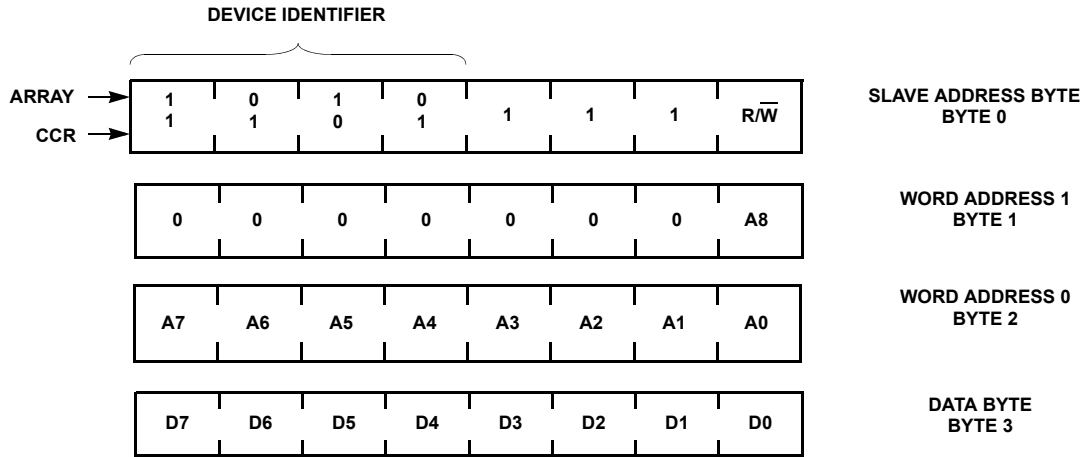 DEVICE IDENTIFIER
ARRAY 1 0 1 0
CCR 1 1 0 1 1 1 1 R/W̅
SLAVE ADDRESS BYTE
BYTE 0
0 0 0 0 0 0 0 A8
WORD ADDRESS 1
BYTE 1
A7 A6 A5 A4 A3 A2 A1 A0
WORD ADDRESS 0
BYTE 2
D7 D6 D5 D4 D3 D2 D1 D0
DATA BYTE
BYTE 3